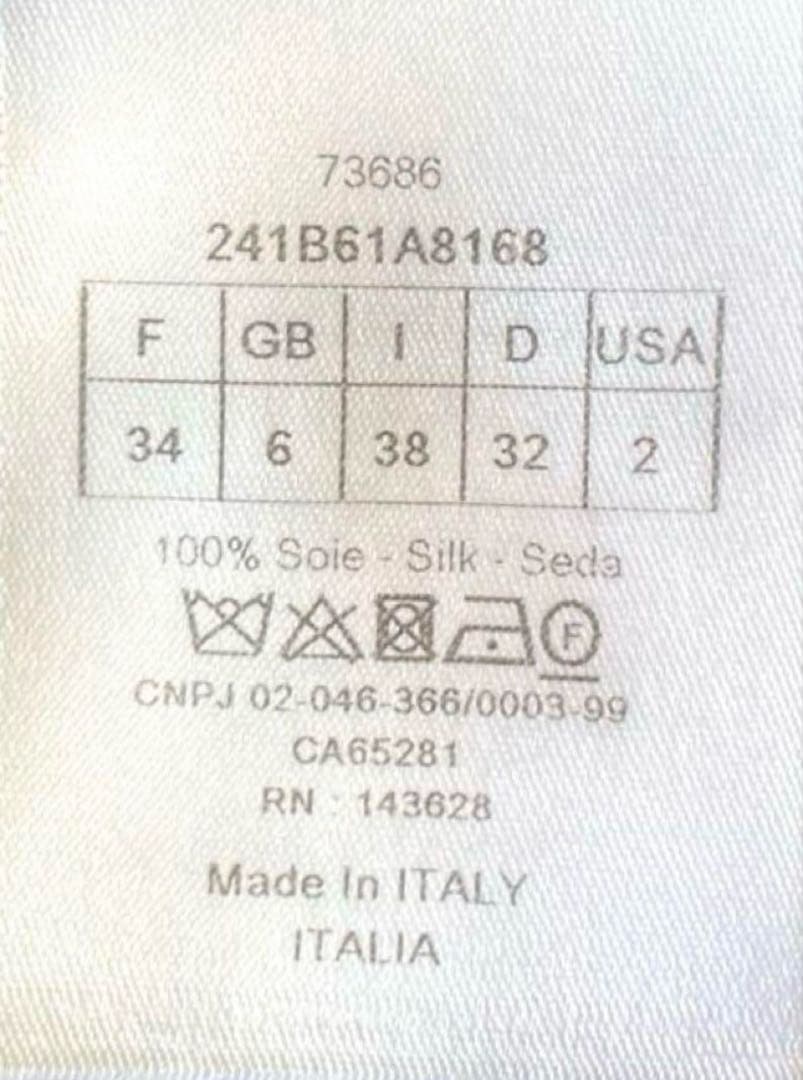 73686
241B61A8168
F GB I D USA
34 6 38 32 2
100% Soie - Silk - Seda
F
CNPJ 02-046-366/0003-99
CA65281
RN : 143628
Made In ITALY
ITALIA